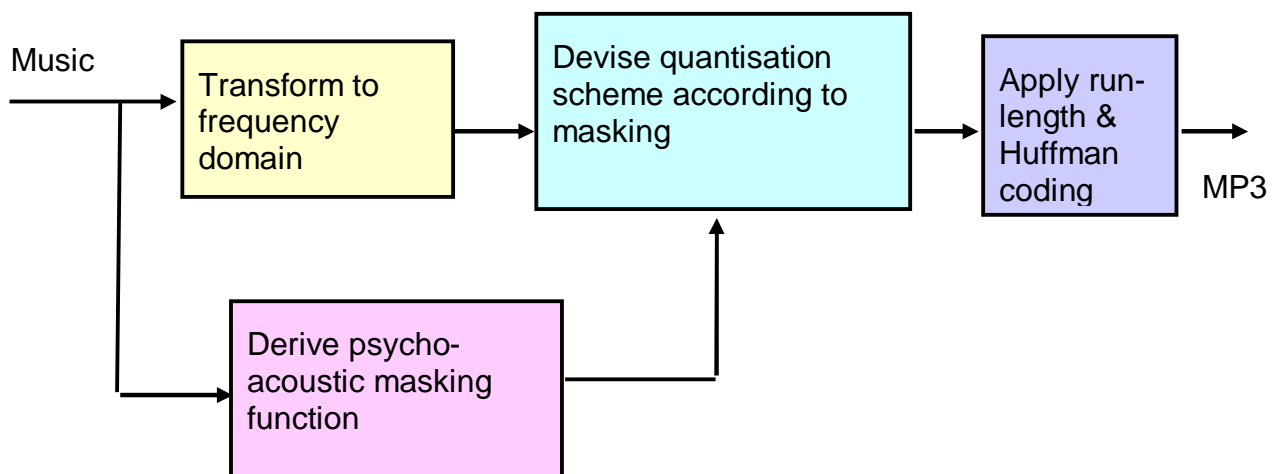 Music
Transform to
frequency
domain
Devise quantisation
scheme according to
masking
Apply run-
length &
Huffman
coding
MP3
Derive psycho-
acoustic masking
function